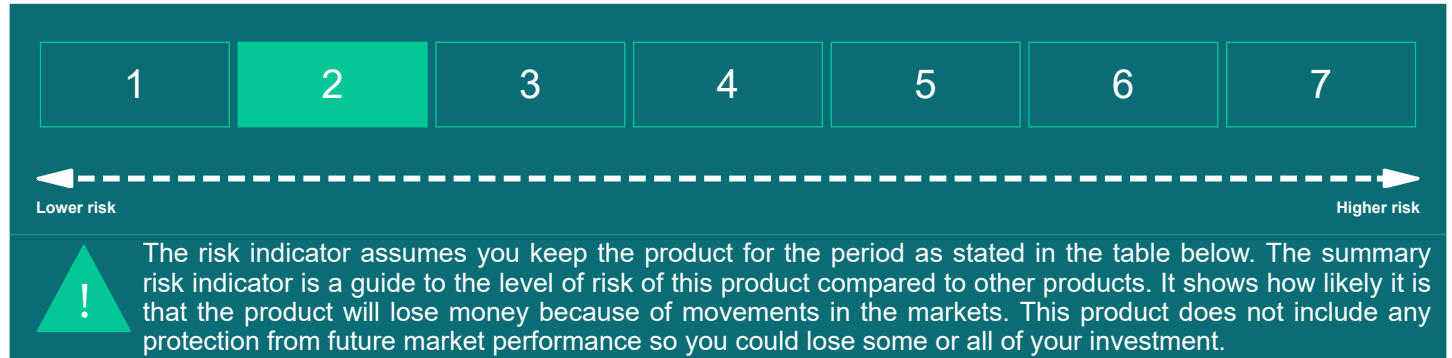 1 2 3 4 5 6 7
Lower risk Higher risk
The risk indicator assumes you keep the product for the period as stated in the table below. The summary
! risk indicator is a guide to the level of risk of this product compared to other products. It shows how likely it is
that the product will lose money because of movements in the markets. This product does not include any
protection from future market performance so you could lose some or all of your investment.